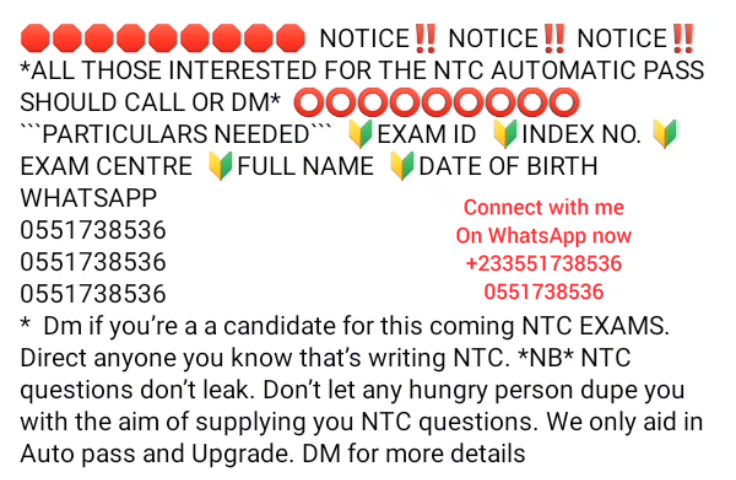 🛑🛑🛑🛑🛑🛑🛑🛑🛑 NOTICE‼️ NOTICE‼️ NOTICE‼️
*ALL THOSE INTERESTED FOR THE NTC AUTOMATIC PASS
SHOULD CALL OR DM* ⭕⭕⭕⭕⭕⭕⭕⭕⭕
```PARTICULARS NEEDED``` 🔰EXAM ID 🔰INDEX NO. 🔰
EXAM CENTRE 🔰FULL NAME 🔰DATE OF BIRTH
WHATSAPP
0551738536
0551738536
0551738536
Connect with me
On WhatsApp now
+233551738536
0551738536
* Dm if you’re a a candidate for this coming NTC EXAMS.
Direct anyone you know that’s writing NTC. *NB* NTC
questions don’t leak. Don’t let any hungry person dupe you
with the aim of supplying you NTC questions. We only aid in
Auto pass and Upgrade. DM for more details